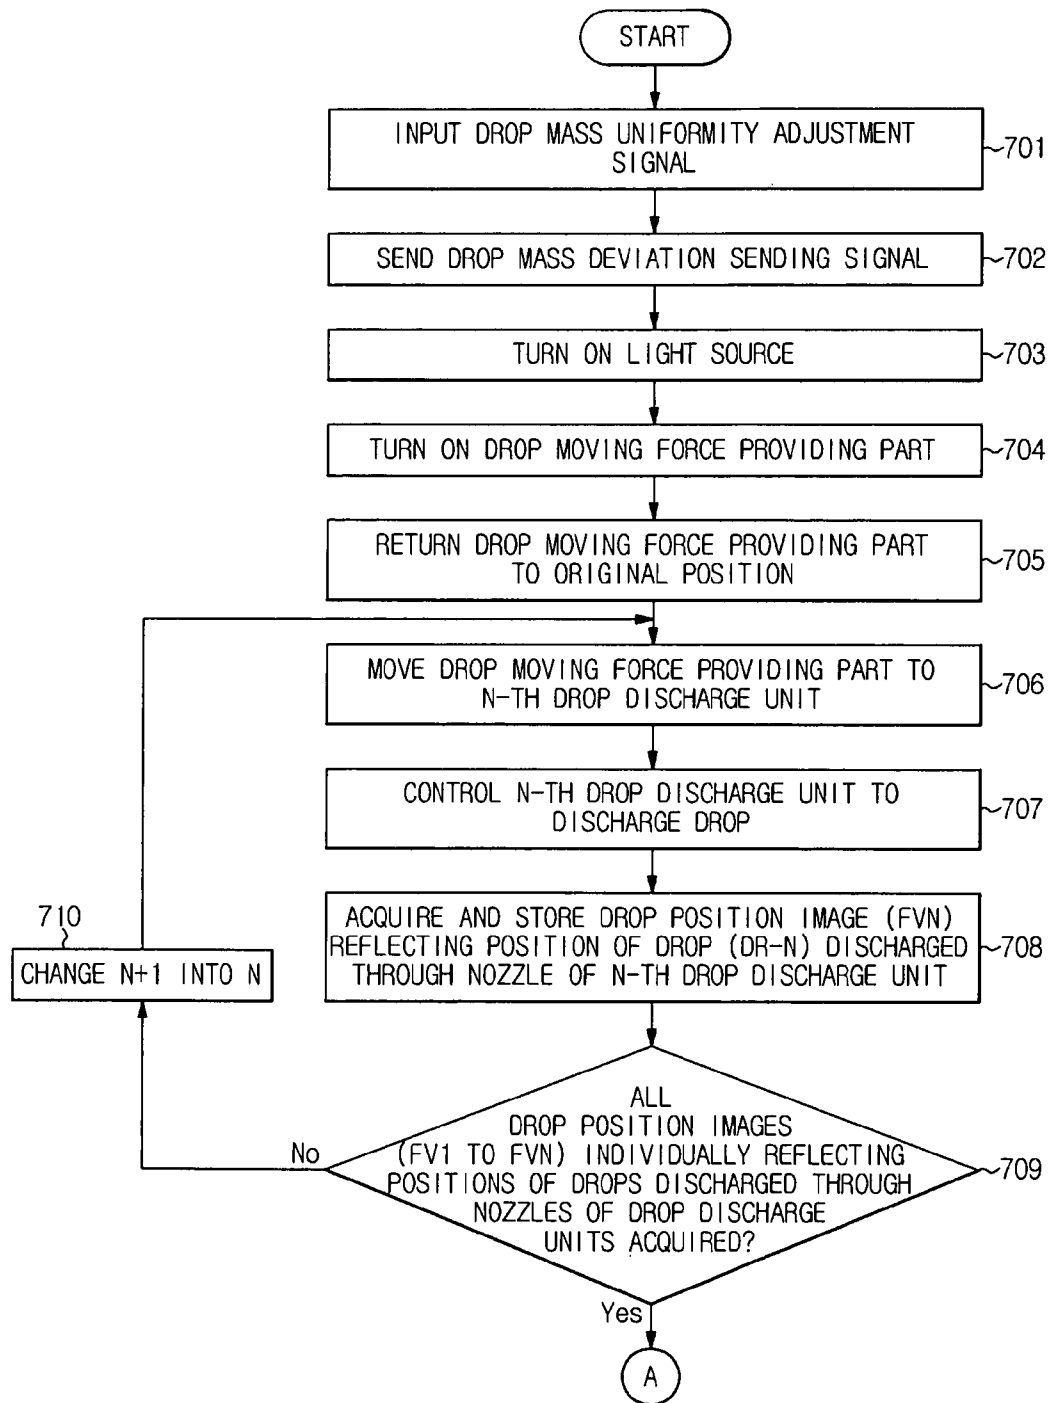 START
INPUT DROP MASS UNIFORMITY ADJUSTMENT
SIGNAL
701
SEND DROP MASS DEVIATION SENDING SIGNAL
702
TURN ON LIGHT SOURCE
703
TURN ON DROP MOVING FORCE PROVIDING PART
704
RETURN DROP MOVING FORCE PROVIDING PART
TO ORIGINAL POSITION
705
MOVE DROP MOVING FORCE PROVIDING PART TO
N-TH DROP DISCHARGE UNIT
706
CONTROL N-TH DROP DISCHARGE UNIT TO
DISCHARGE DROP
707
ACQUIRE AND STORE DROP POSITION IMAGE (FVN)
REFLECTING POSITION OF DROP (DR-N) DISCHARGED
THROUGH NOZZLE OF N-TH DROP DISCHARGE UNIT
708
710
CHANGE N+1 INTO N
ALL
DROP POSITION IMAGES
(FV1 TO FVN) INDIVIDUALLY REFLECTING
POSITIONS OF DROPS DISCHARGED THROUGH
NOZZLES OF DROP DISCHARGE
UNITS ACQUIRED?
709
No
Yes
A